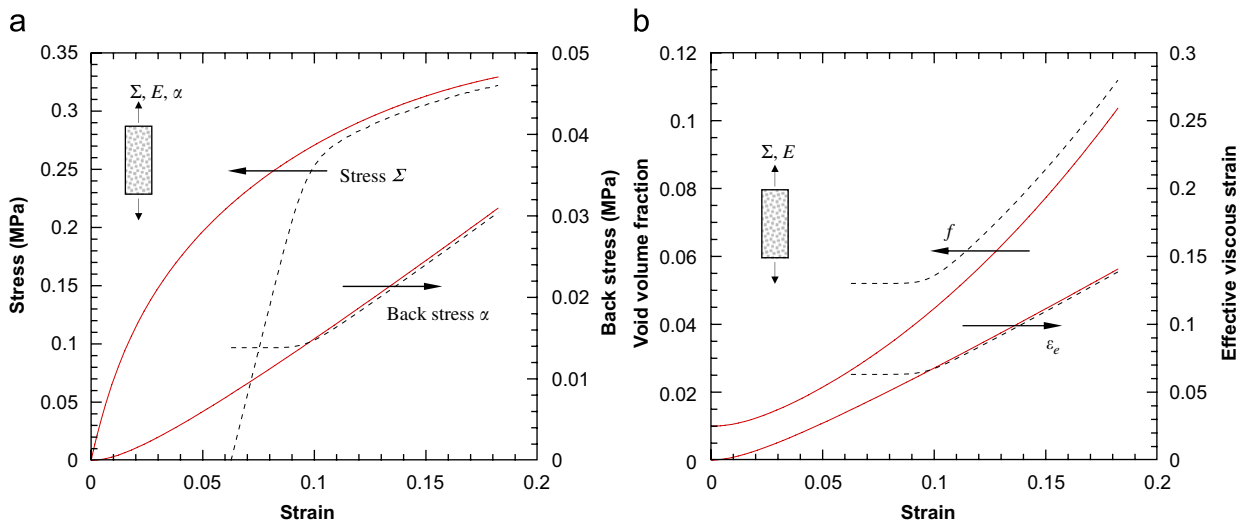 a
0.35
0.3
0.25
0.2
0.15
0.1
0.05
0
Stress (MPa)
Σ, E, α
Stress Σ
Back stress α
0.05
0.04
0.03
0.02
0.01
0
Back stress (MPa)
0 0.05 0.1 0.15 0.2
Strain
b
0.12
0.1
0.08
0.06
0.04
0.02
0
Void volume fraction
Σ, E
f
εe
0.3
0.25
0.2
0.15
0.1
0.05
0
Effective viscous strain
0 0.05 0.1 0.15 0.2
Strain